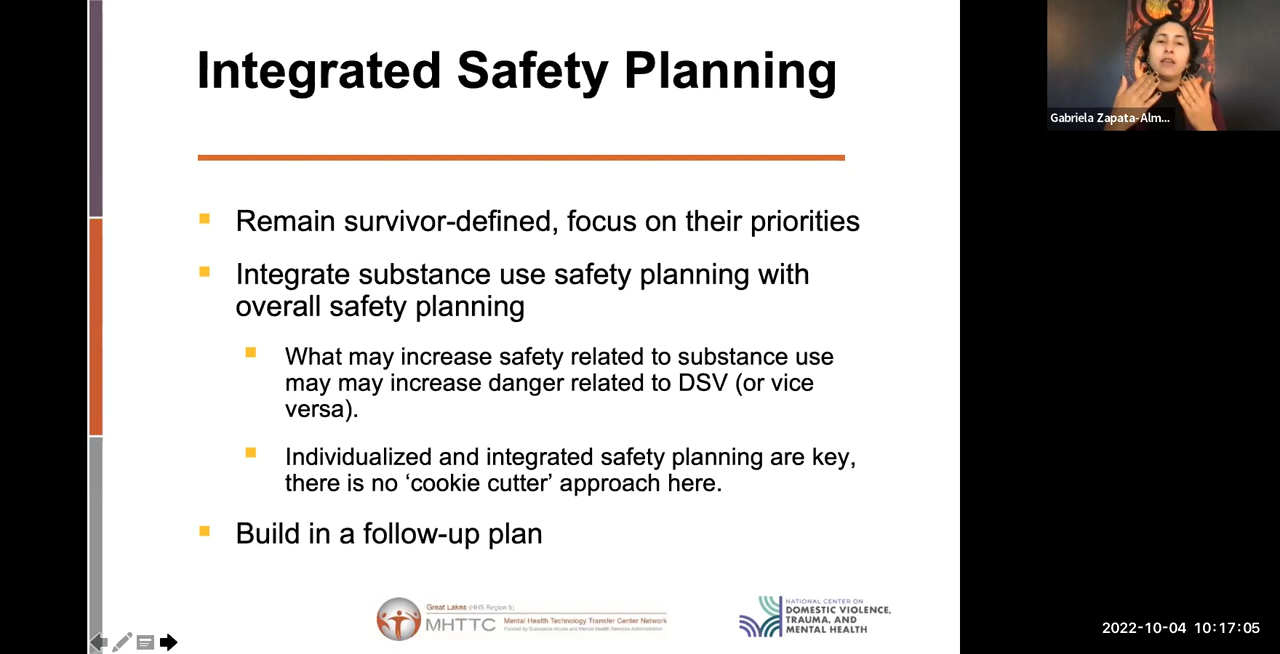 Integrated Safety Planning
Gabriela Zapata-Alm...
Remain survivor-defined, focus on their priorities
Integrate substance use safety planning with
overall safety planning
What may increase safety related to substance use
may may increase danger related to DSV (or vice
versa).
Individualized and integrated safety planning are key,
there is no ‘cookie cutter’ approach here.
Build in a follow-up plan
Great Lakes (HHS Region 5)
MHTTC
Mental Health Technology Transfer Center Network
Funded by Substance Abuse and Mental Health Services Administration
NATIONAL CENTER ON
DOMESTIC VIOLENCE,
TRAUMA, AND
MENTAL HEALTH
2022-10-04 10:17:05